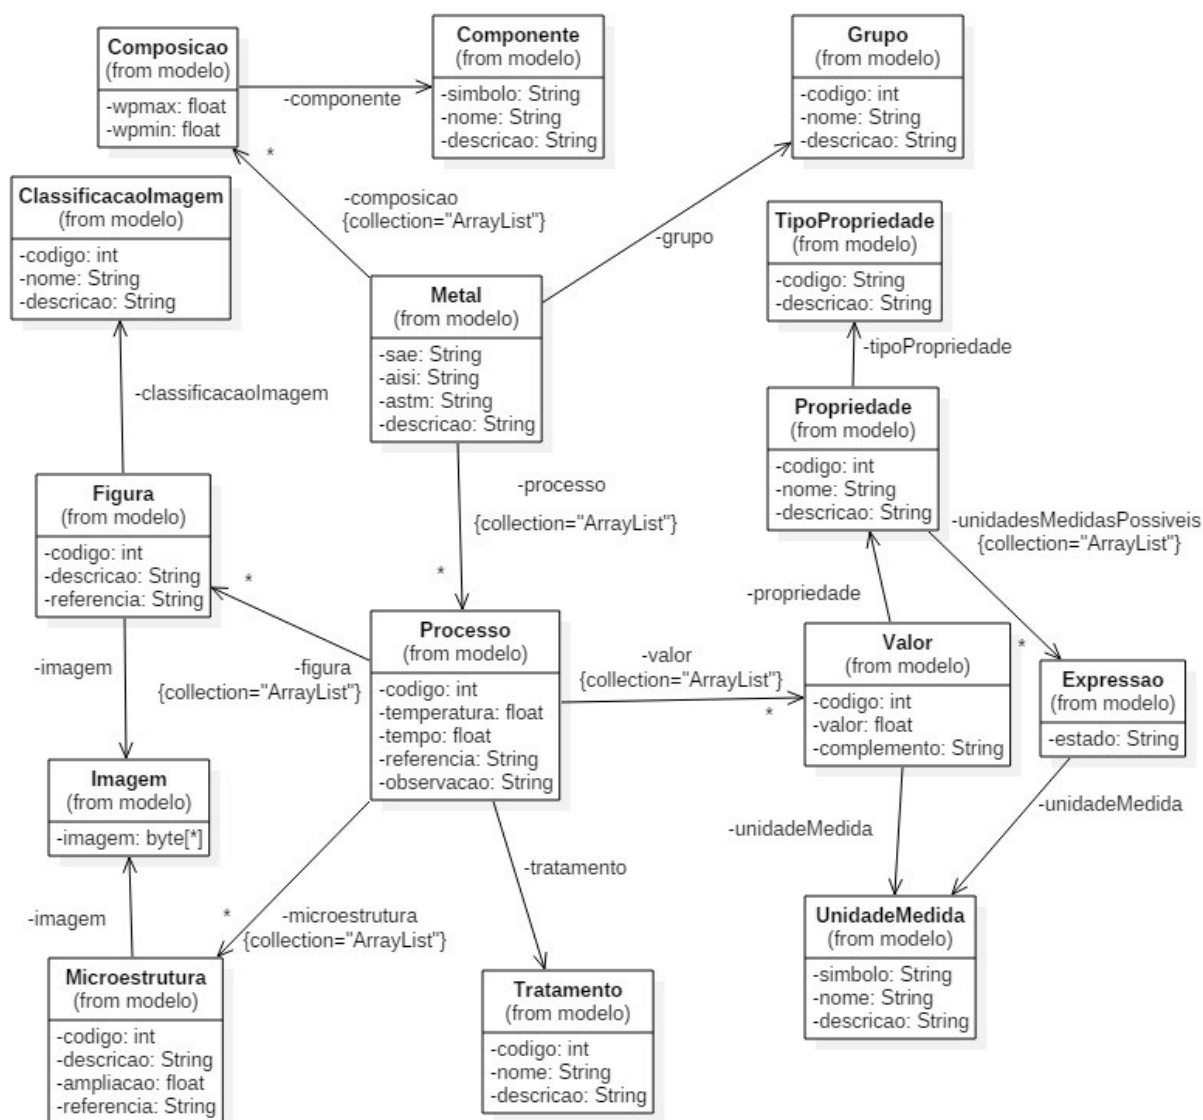 Composicao
(from modelo)
-wpmax: float
-wpmin: float
-componente
Componente
(from modelo)
-simbolo: String
-nome: String
-descricao: String
Grupo
(from modelo)
-codigo: int
-nome: String
-descricao: String
*
-composicao
{collection="ArrayList"}
-grupo
ClassificacaoImagem
(from modelo)
-codigo: int
-nome: String
-descricao: String
TipoPropriedade
(from modelo)
-codigo: String
-descricao: String
Metal
(from modelo)
-sae: String
-aisi: String
-astm: String
-descricao: String
-classificacaoImagem
-tipoPropriedade
Propriedade
(from modelo)
-codigo: int
-nome: String
-descricao: String
-processo
{collection="ArrayList"}
*
-unidadesMedidasPossiveis
{collection="ArrayList"}
*
Figura
(from modelo)
-codigo: int
-descricao: String
-referencia: String
*
-figura
{collection="ArrayList"}
-imagem
Processo
(from modelo)
-codigo: int
-temperatura: float
-tempo: float
-referencia: String
-observacao: String
-valor
{collection="ArrayList"}
*
-propriedade
Valor
(from modelo)
-codigo: int
-valor: float
-complemento: String
Expressao
(from modelo)
-estado: String
Imagem
(from modelo)
-imagem: byte[*]
-imagem
*
-microestrutura
{collection="ArrayList"}
-tratamento
-unidadeMedida
-unidadeMedida
Microestrutura
(from modelo)
-codigo: int
-descricao: String
-ampliacao: float
-referencia: String
Tratamento
(from modelo)
-codigo: int
-nome: String
-descricao: String
UnidadeMedida
(from modelo)
-simbolo: String
-nome: String
-descricao: String